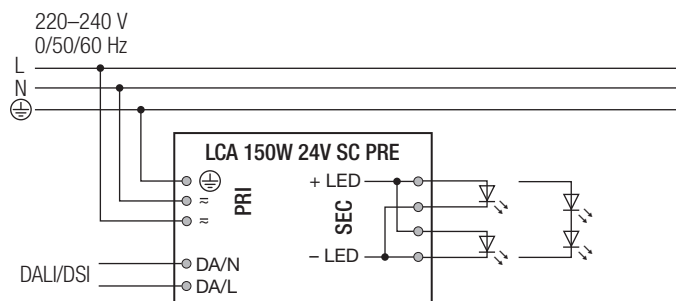 220–240 V
0/50/60 Hz
L
N
LCA 150W 24V SC PRE
PRI
≂
≂
+ LED
SEC
– LED
DALI/DSI
DA/N
DA/L